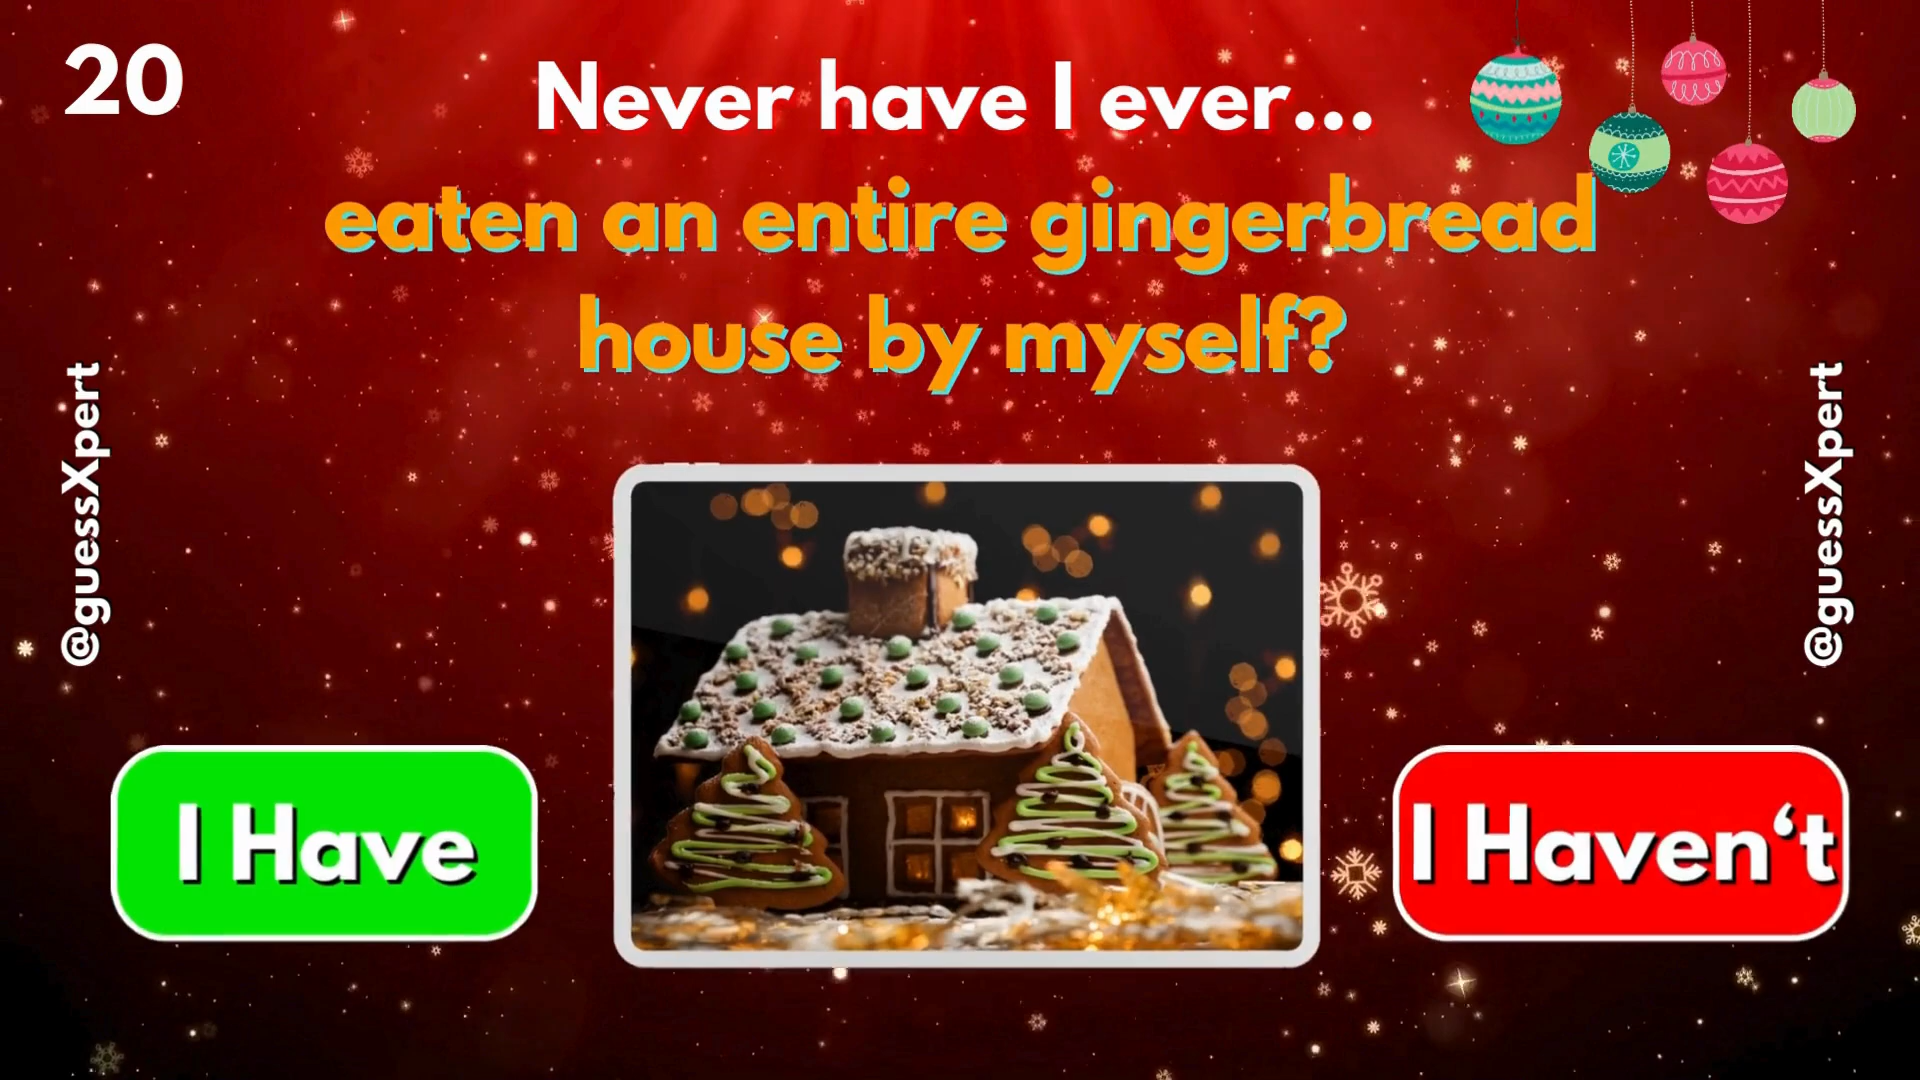 20
Never have I ever...
eaten an entire gingerbread
house by myself?
@guessXpert
@guessXpert
I Have
I Haven‘t